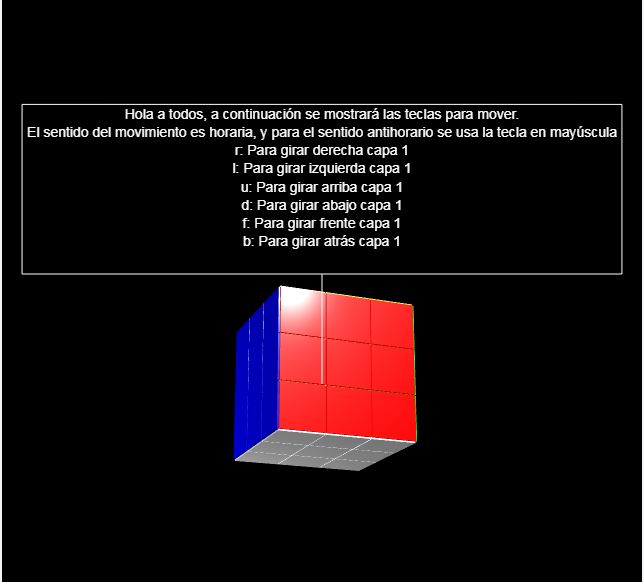 Hola a todos, a continuación se mostrará las teclas para mover.
El sentido del movimiento es horaria, y para el sentido antihorario se usa la tecla en mayúscula
r: Para girar derecha capa 1
l: Para girar izquierda capa 1
u: Para girar arriba capa 1
d: Para girar abajo capa 1
f: Para girar frente capa 1
b: Para girar atrás capa 1